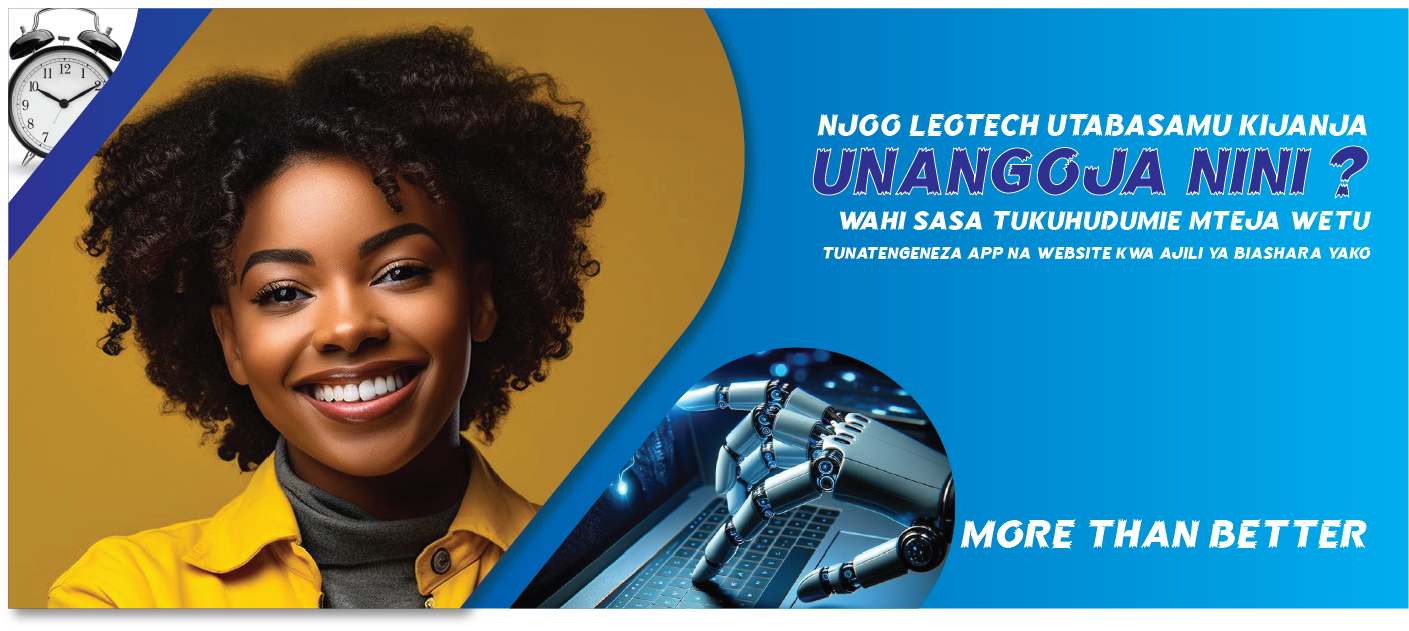 NJOO LEOTECH UTABASAMU KIJANJA
UNANGOJA NINI ?
WAHI SASA TUKUHUDUMIE MTEJA WETU
TUNATENGENEZA APP NA WEBSITE KWA AJILI YA BIASHARA YAKO
MORE THAN BETTER